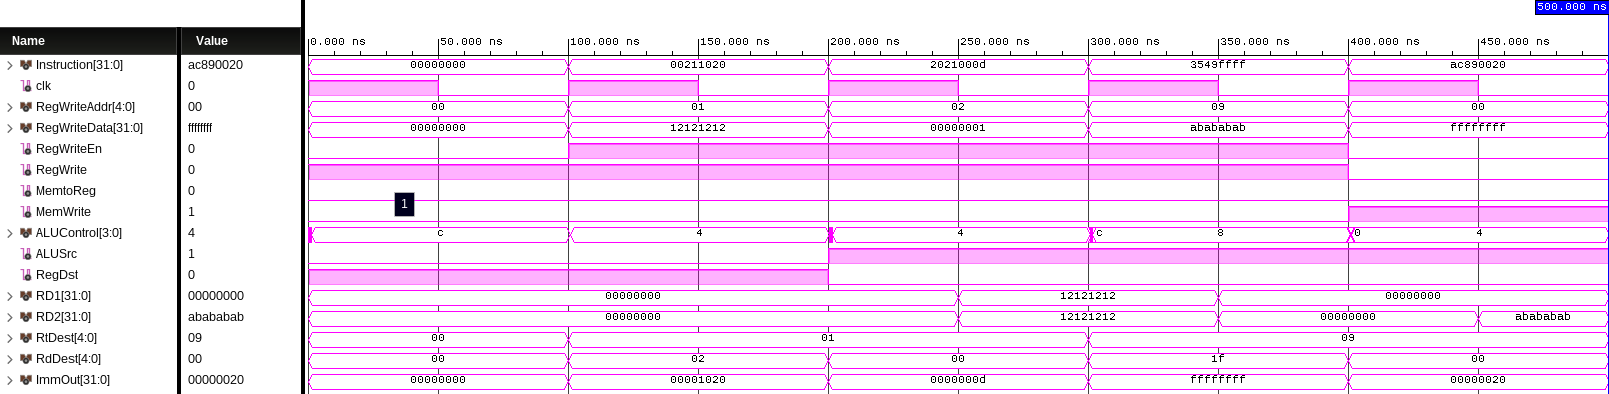 500.000 ns
Name Value
0.000 ns 50.000 ns 100.000 ns 150.000 ns 200.000 ns 250.000 ns 300.000 ns 350.000 ns 400.000 ns 450.000 ns
Instruction[31:0] ac890020 00000000 00211020 2021000d 3549ffff ac890020
clk 0
RegWriteAddr[4:0] 00 00 01 02 09 00
RegWriteData[31:0] ffffffff 00000000 12121212 00000001 abababab ffffffff
RegWriteEn 0
RegWrite 0
MemtoReg 0
1
MemWrite 1
ALUControl[3:0] 4 c 4 4 c 8 0 4
ALUSrc 1
RegDst 0
RD1[31:0] 00000000 00000000 12121212 00000000
RD2[31:0] abababab 00000000 12121212 00000000 abababab
RtDest[4:0] 09 00 01 09
RdDest[4:0] 00 00 02 00 1f 00
ImmOut[31:0] 00000020 00000000 00001020 0000000d ffffffff 00000020